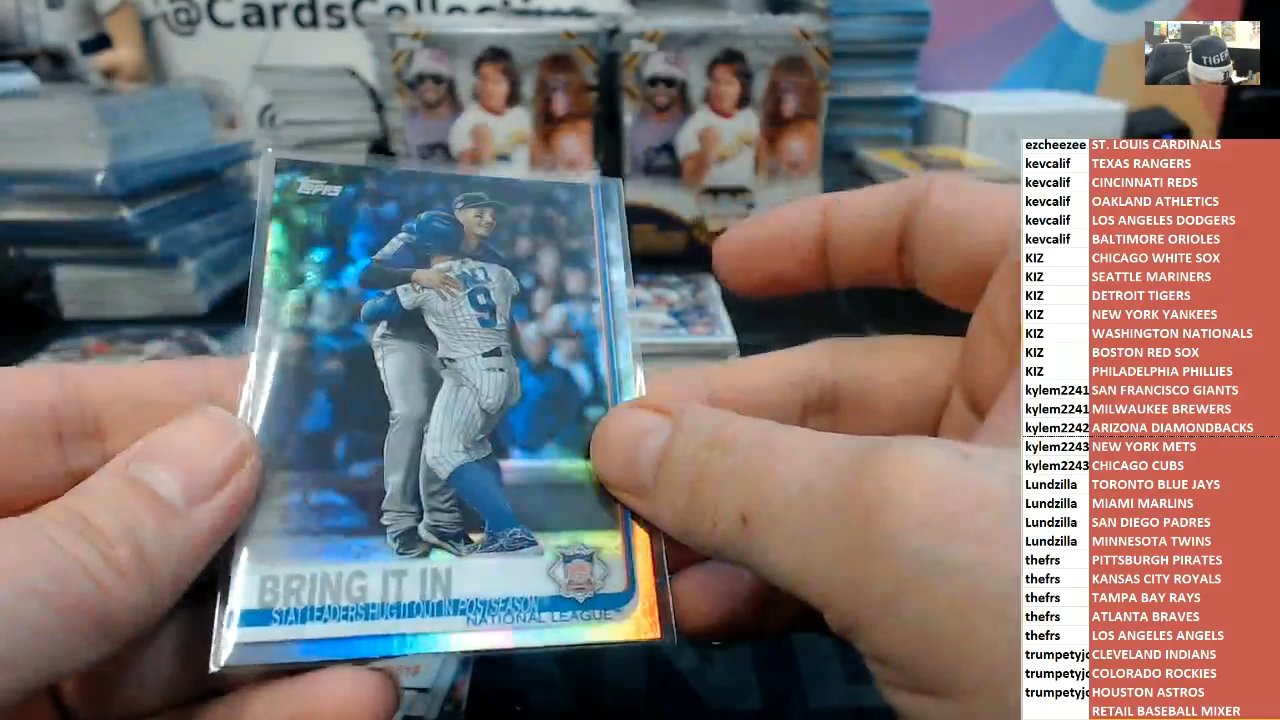 @CardsCollec
TIGE
Topps
9
BRING IT IN
STAT LEADERS HUG IT OUT IN POSTSEASON
NATIONAL LEAGUE
ezcheezee ST. LOUIS CARDINALS
kevcalif TEXAS RANGERS
kevcalif CINCINNATI REDS
kevcalif OAKLAND ATHLETICS
kevcalif LOS ANGELES DODGERS
kevcalif BALTIMORE ORIOLES
KIZ CHICAGO WHITE SOX
KIZ SEATTLE MARINERS
KIZ DETROIT TIGERS
KIZ NEW YORK YANKEES
KIZ WASHINGTON NATIONALS
KIZ BOSTON RED SOX
KIZ PHILADELPHIA PHILLIES
kylem2241 SAN FRANCISCO GIANTS
kylem2241 MILWAUKEE BREWERS
kylem2242 ARIZONA DIAMONDBACKS
kylem2243 NEW YORK METS
kylem2243 CHICAGO CUBS
Lundzilla TORONTO BLUE JAYS
Lundzilla MIAMI MARLINS
Lundzilla SAN DIEGO PADRES
Lundzilla MINNESOTA TWINS
thefrs PITTSBURGH PIRATES
thefrs KANSAS CITY ROYALS
thefrs TAMPA BAY RAYS
thefrs ATLANTA BRAVES
thefrs LOS ANGELES ANGELS
trumpetyjo CLEVELAND INDIANS
trumpetyjo COLORADO ROCKIES
trumpetyjo HOUSTON ASTROS
RETAIL BASEBALL MIXER